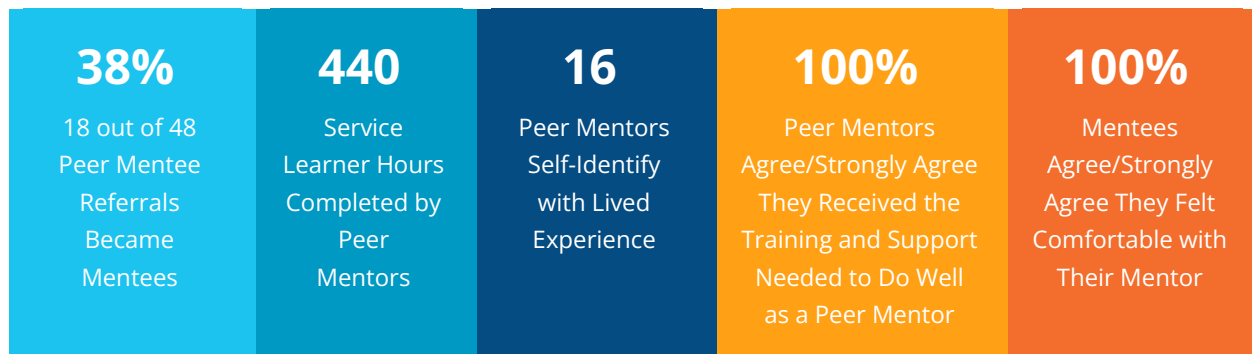 38%
18 out of 48
Peer Mentee
Referrals
Became
Mentees
440
Service
Learner Hours
Completed by
Peer
Mentors
16
Peer Mentors
Self-Identify
with Lived
Experience
100%
Peer Mentors
Agree/Strongly Agree
They Received the
Training and Support
Needed to Do Well
as a Peer Mentor
100%
Mentees
Agree/Strongly
Agree They Felt
Comfortable with
Their Mentor